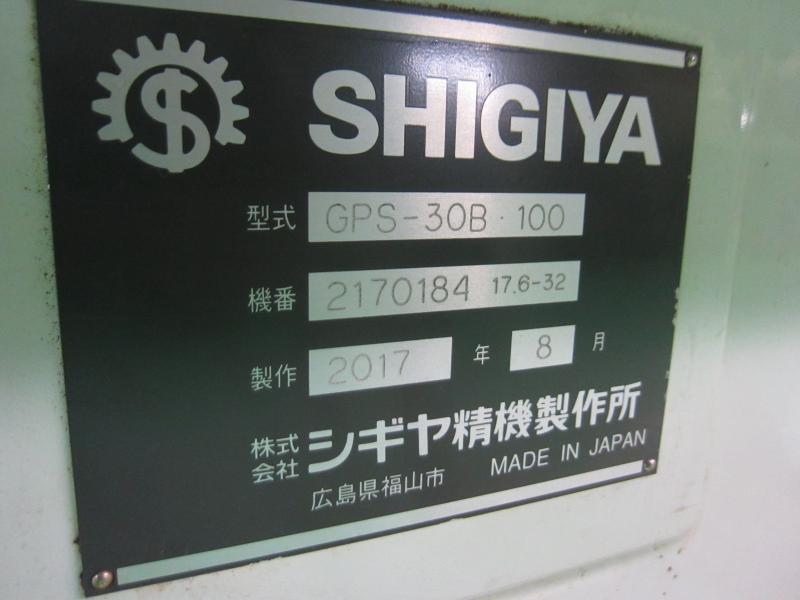 SHIGIYA
型式 GPS-30B・100
機番 2170184 17.6-32
製作 2017 年 8 月
株式会社 シギヤ精機製作所
広島県福山市 MADE IN JAPAN